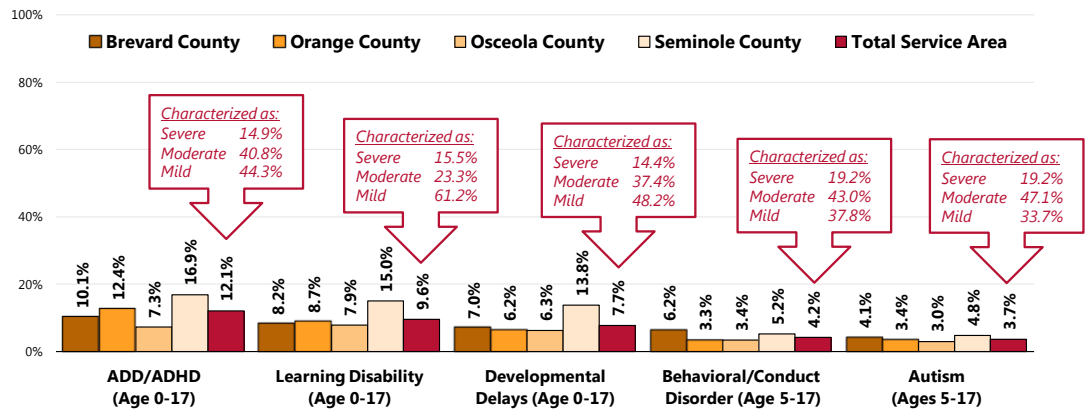 100%
80%
60%
40%
20%
0%
Brevard County Orange County Osceola County Seminole County Total Service Area
Characterized as:
Severe 14.9%
Moderate 40.8%
Mild 44.3%
Characterized as:
Severe 15.5%
Moderate 23.3%
Mild 61.2%
Characterized as:
Severe 14.4%
Moderate 37.4%
Mild 48.2%
Characterized as:
Severe 19.2%
Moderate 43.0%
Mild 37.8%
Characterized as:
Severe 19.2%
Moderate 47.1%
Mild 33.7%
10.1% 12.4% 7.3% 16.9% 12.1%
8.2% 8.7% 7.9% 15.0% 9.6%
7.0% 6.2% 6.3% 13.8% 7.7%
6.2% 3.3% 3.4% 5.2% 4.2%
4.1% 3.4% 3.0% 4.8% 3.7%
ADD/ADHD
(Age 0-17)
Learning Disability
(Age 0-17)
Developmental
Delays (Age 0-17)
Behavioral/Conduct
Disorder (Age 5-17)
Autism
(Ages 5-17)